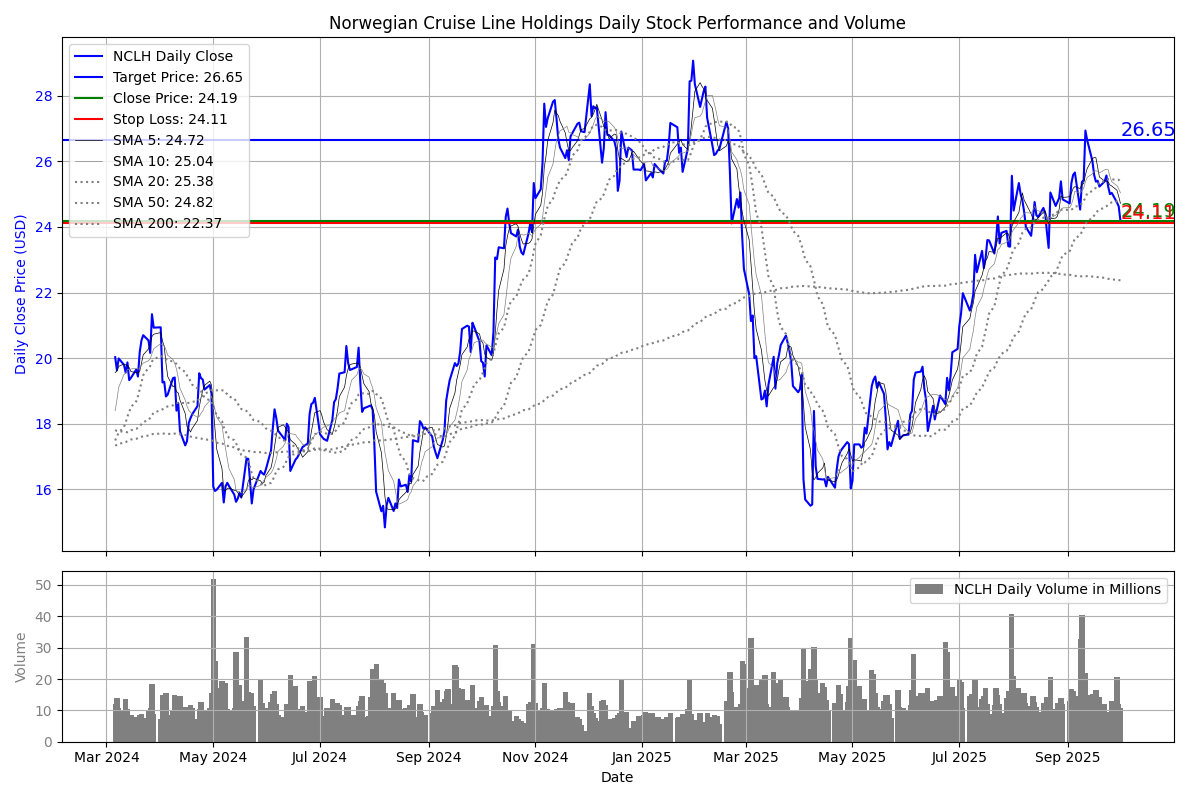 Norwegian Cruise Line Holdings Daily Stock Performance and Volume
NCLH Daily Close
Target Price: 26.65
Close Price: 24.19
Stop Loss: 24.11
SMA 5: 24.72
SMA 10: 25.04
SMA 20: 25.38
SMA 50: 24.82
SMA 200: 22.37
26.65
24.19
24.11
Daily Close Price (USD)
28
26
24
22
20
18
16
NCLH Daily Volume in Millions
Volume
50
40
30
20
10
0
Mar 2024 May 2024 Jul 2024 Sep 2024 Nov 2024 Jan 2025 Mar 2025 May 2025 Jul 2025 Sep 2025
Date